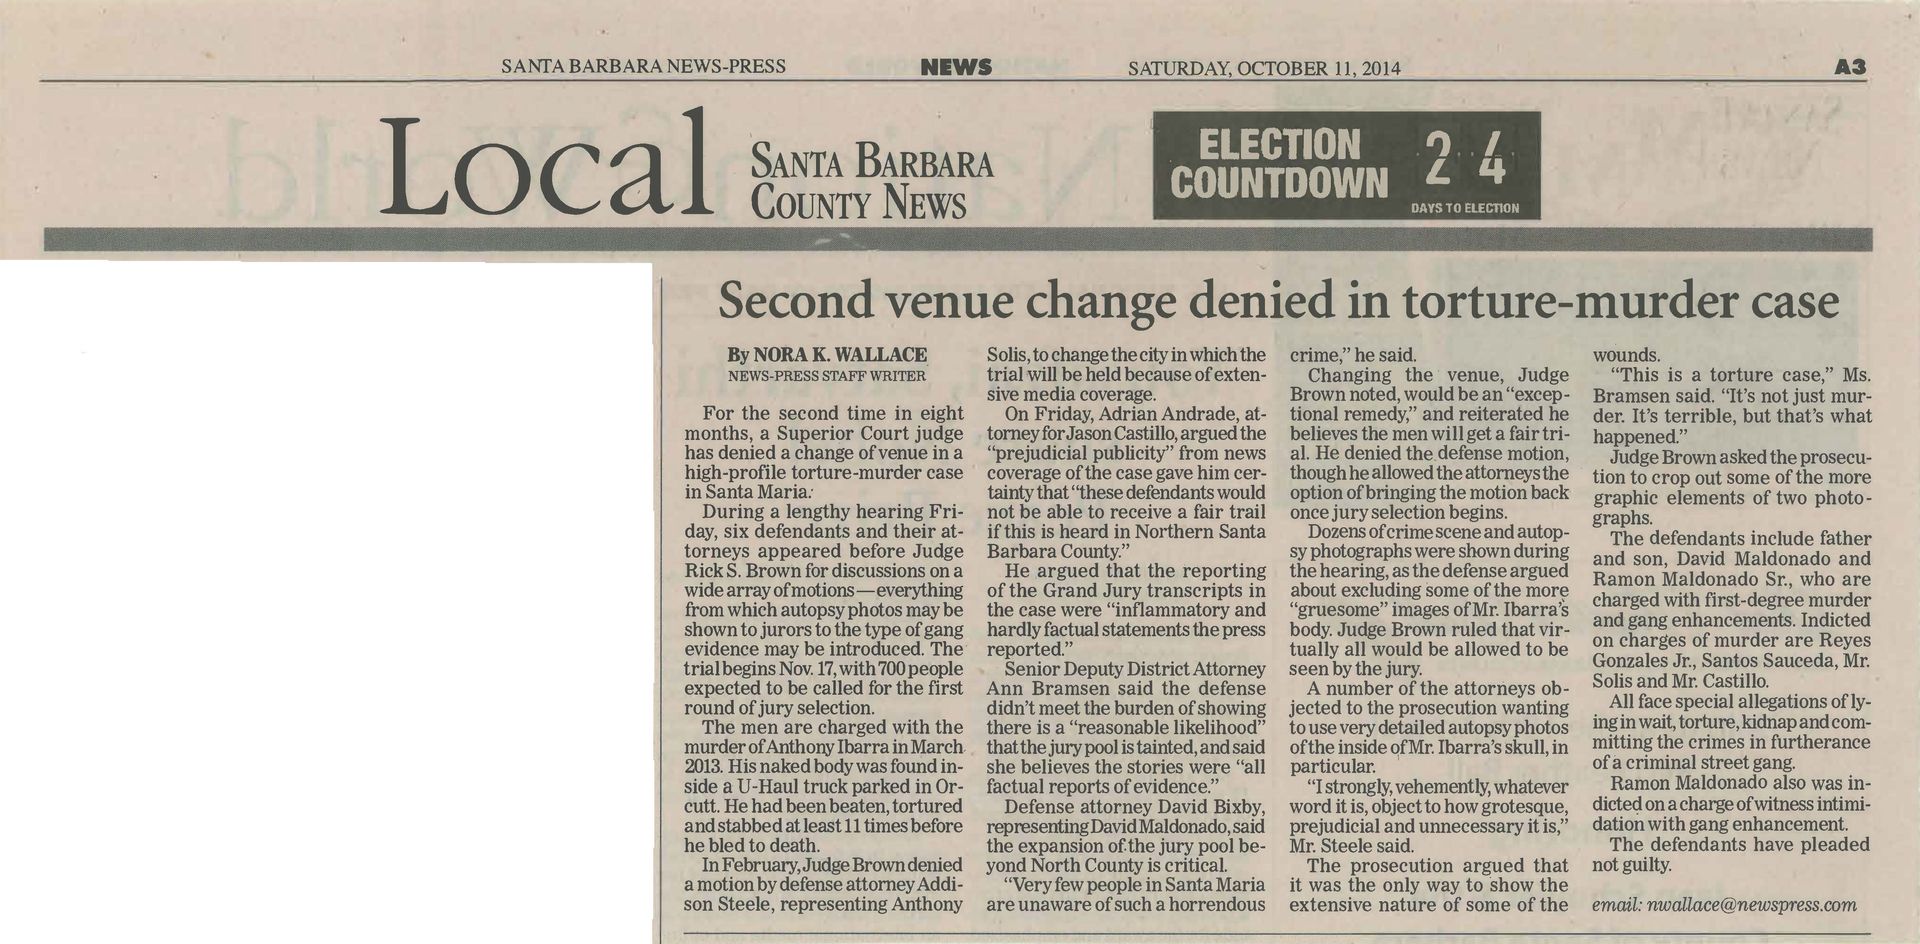 SANTA BARBARA NEWS-PRESS NEWS SATURDAY, OCTOBER 11, 2014 A3
Local
SANTA BARBARA
COUNTY NEWS
ELECTION
COUNTDOWN
24
DAYS TO ELECTION
Second venue change denied in torture-murder case
By NORA K. WALLACE
NEWS-PRESS STAFF WRITER
For the second time in eight
months, a Superior Court judge
has denied a change of venue in a
high-profile torture-murder case
in Santa Maria.
During a lengthy hearing Fri-
day, six defendants and their at-
torneys appeared before Judge
Rick S. Brown for discussions on a
wide array of motions — everything
from which autopsy photos may be
shown to jurors to the type of gang
evidence may be introduced. The
trial begins Nov. 17, with 700 people
expected to be called for the first
round of jury selection.
The men are charged with the
murder of Anthony Ibarra in March
2013. His naked body was found in-
side a U-Haul truck parked in Or-
cutt. He had been beaten, tortured
and stabbed at least 11 times before
he bled to death.
In February, Judge Brown denied
a motion by defense attorney Addi-
son Steele, representing Anthony
Solis, to change the city in which the
trial will be held because of exten-
sive media coverage.
On Friday, Adrian Andrade, at-
torney for Jason Castillo, argued the
“prejudicial publicity” from news
coverage of the case gave him cer-
tainty that “these defendants would
not be able to receive a fair trail
if this is heard in Northern Santa
Barbara County.”
He argued that the reporting
of the Grand Jury transcripts in
the case were “inflammatory and
hardly factual statements the press
reported.”
Senior Deputy District Attorney
Ann Bramsen said the defense
didn’t meet the burden of showing
there is a “reasonable likelihood”
that the jury pool is tainted, and said
she believes the stories were “all
factual reports of evidence.”
Defense attorney David Bixby,
representing David Maldonado, said
the expansion of the jury pool be-
yond North County is critical.
“Very few people in Santa Maria
are unaware of such a horrendous
crime,” he said.
Changing the venue, Judge
Brown noted, would be an “excep-
tional remedy,” and reiterated he
believes the men will get a fair tri-
al. He denied the defense motion,
though he allowed the attorneys the
option of bringing the motion back
once jury selection begins.
Dozens of crime scene and autop-
sy photographs were shown during
the hearing, as the defense argued
about excluding some of the more
“gruesome” images of Mr. Ibarra’s
body. Judge Brown ruled that vir-
tually all would be allowed to be
seen by the jury.
A number of the attorneys ob-
jected to the prosecution wanting
to use very detailed autopsy photos
of the inside of Mr. Ibarra’s skull, in
particular.
“I strongly, vehemently, whatever
word it is, object to how grotesque,
prejudicial and unnecessary it is,”
Mr. Steele said.
The prosecution argued that
it was the only way to show the
extensive nature of some of the
wounds.
“This is a torture case,” Ms.
Bramsen said. “It’s not just mur-
der. It’s terrible, but that’s what
happened.”
Judge Brown asked the prosecu-
tion to crop out some of the more
graphic elements of two photo-
graphs.
The defendants include father
and son, David Maldonado and
Ramon Maldonado Sr., who are
charged with first-degree murder
and gang enhancements. Indicted
on charges of murder are Reyes
Gonzales Jr., Santos Sauceda, Mr.
Solis and Mr. Castillo.
All face special allegations of ly-
ing in wait, torture, kidnap and com-
mitting the crimes in furtherance
of a criminal street gang.
Ramon Maldonado also was in-
dicted on a charge of witness intimi-
dation with gang enhancement.
The defendants have pleaded
not guilty.
email: nwallace@newspress.com